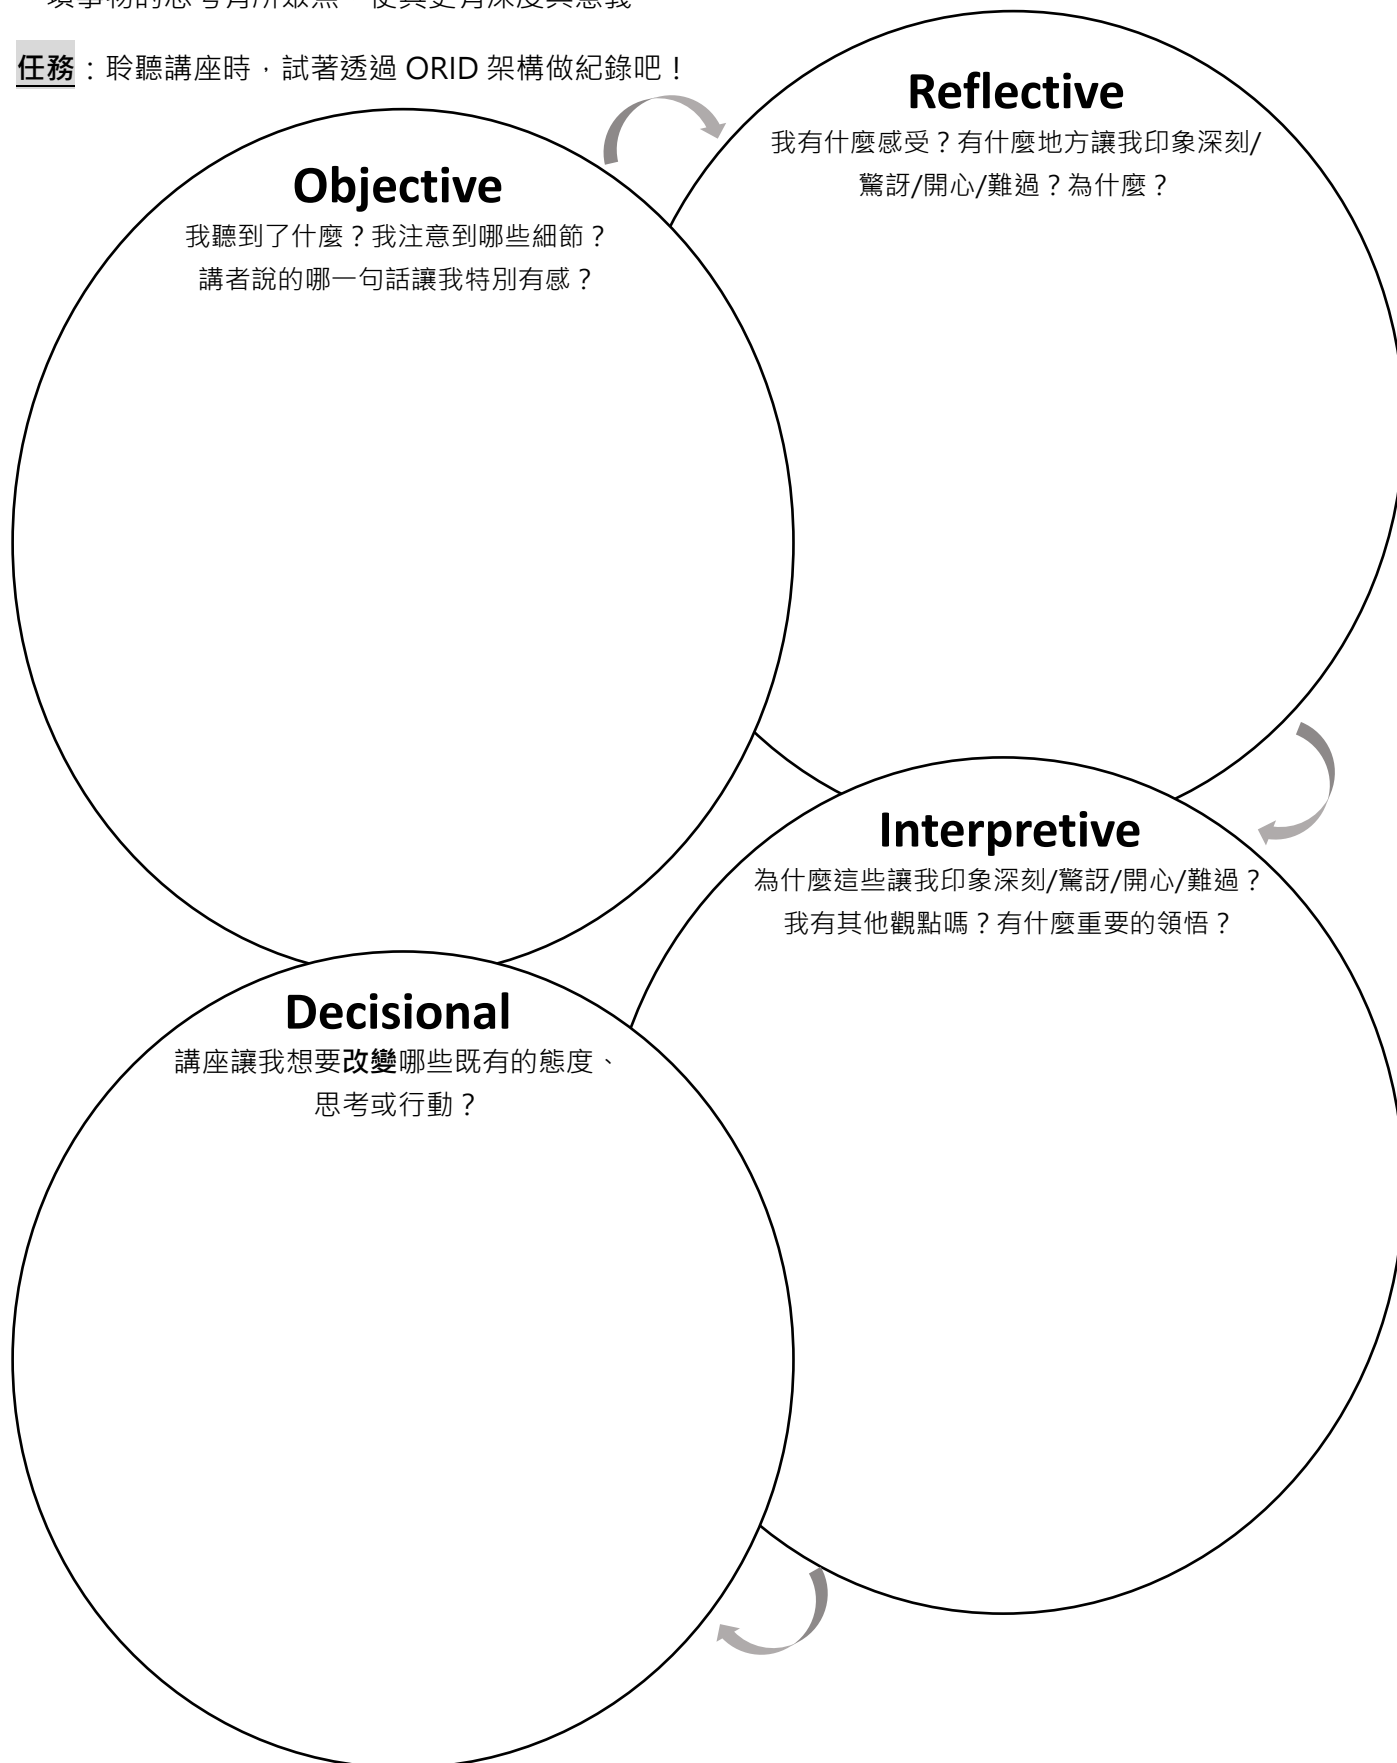 任務：聆聽講座時，試著透過 ORID 架構做紀錄吧！
Objective
我聽到了什麼？我注意到哪些細節？
講者說的哪一句話讓我特別有感？
Reflective
我有什麼感受？有什麼地方讓我印象深刻/
驚訝/開心/難過？為什麼？
Interpretive
為什麼這些讓我印象深刻/驚訝/開心/難過？
我有其他觀點嗎？有什麼重要的領悟？
Decisional
講座讓我想要改變哪些既有的態度、
思考或行動？